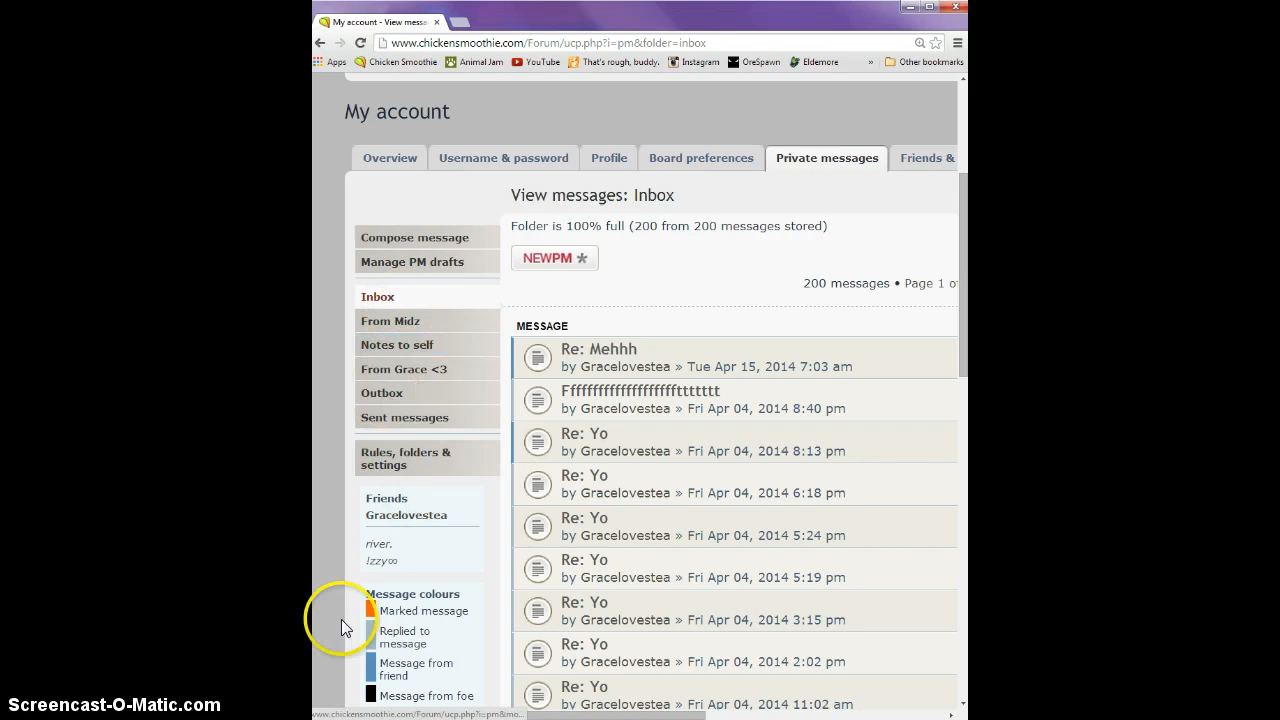 My account - View messa
www.chickensmoothie.com/Forum/ucp.php?i=pm&folder=inbox
Apps Chicken Smoothie Animal Jam YouTube That's rough, buddy. Instagram OreSpawn Eldemore » Other bookmarks
My account
Overview Username & password Profile Board preferences Private messages Friends &
View messages: Inbox
Folder is 100% full (200 from 200 messages stored)
Compose message
Manage PM drafts
Inbox
From Midz
Notes to self
From Grace <3
Outbox
Sent messages
Rules, folders &
settings
Friends
Gracelovestea
river.
!zzy∞
Message colours
Marked message
Replied to
message
Message from
friend
Message from foe
NEWPM *
200 messages • Page 1 o
MESSAGE
Re: Mehhh
by Gracelovestea » Tue Apr 15, 2014 7:03 am
by Gracelovestea » Fri Apr 04, 2014 8:40 pm
Re: Yo
by Gracelovestea » Fri Apr 04, 2014 8:13 pm
Re: Yo
by Gracelovestea » Fri Apr 04, 2014 6:18 pm
Re: Yo
by Gracelovestea » Fri Apr 04, 2014 5:24 pm
Re: Yo
by Gracelovestea » Fri Apr 04, 2014 5:19 pm
Re: Yo
by Gracelovestea » Fri Apr 04, 2014 3:15 pm
Re: Yo
by Gracelovestea » Fri Apr 04, 2014 2:02 pm
Re: Yo
by Gracelovestea » Fri Apr 04, 2014 11:02 am
www.chickensmoothie.com/Forum/ucp.php?i=pm&mo...
Screencast-O-Matic.com